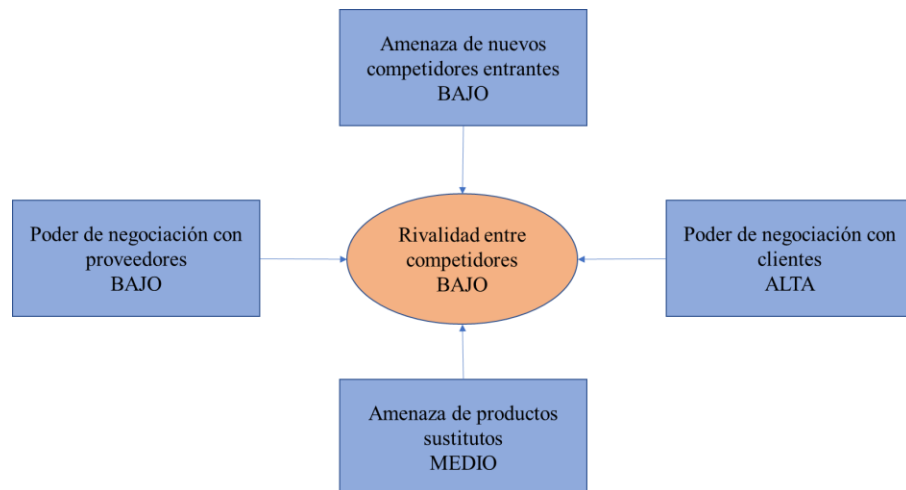 Amenaza de nuevos
competidores entrantes
BAJO
Poder de negociación con
proveedores
BAJO
Rivalidad entre
competidores
BAJO
Poder de negociación con
clientes
ALTA
Amenaza de productos
sustitutos
MEDIO